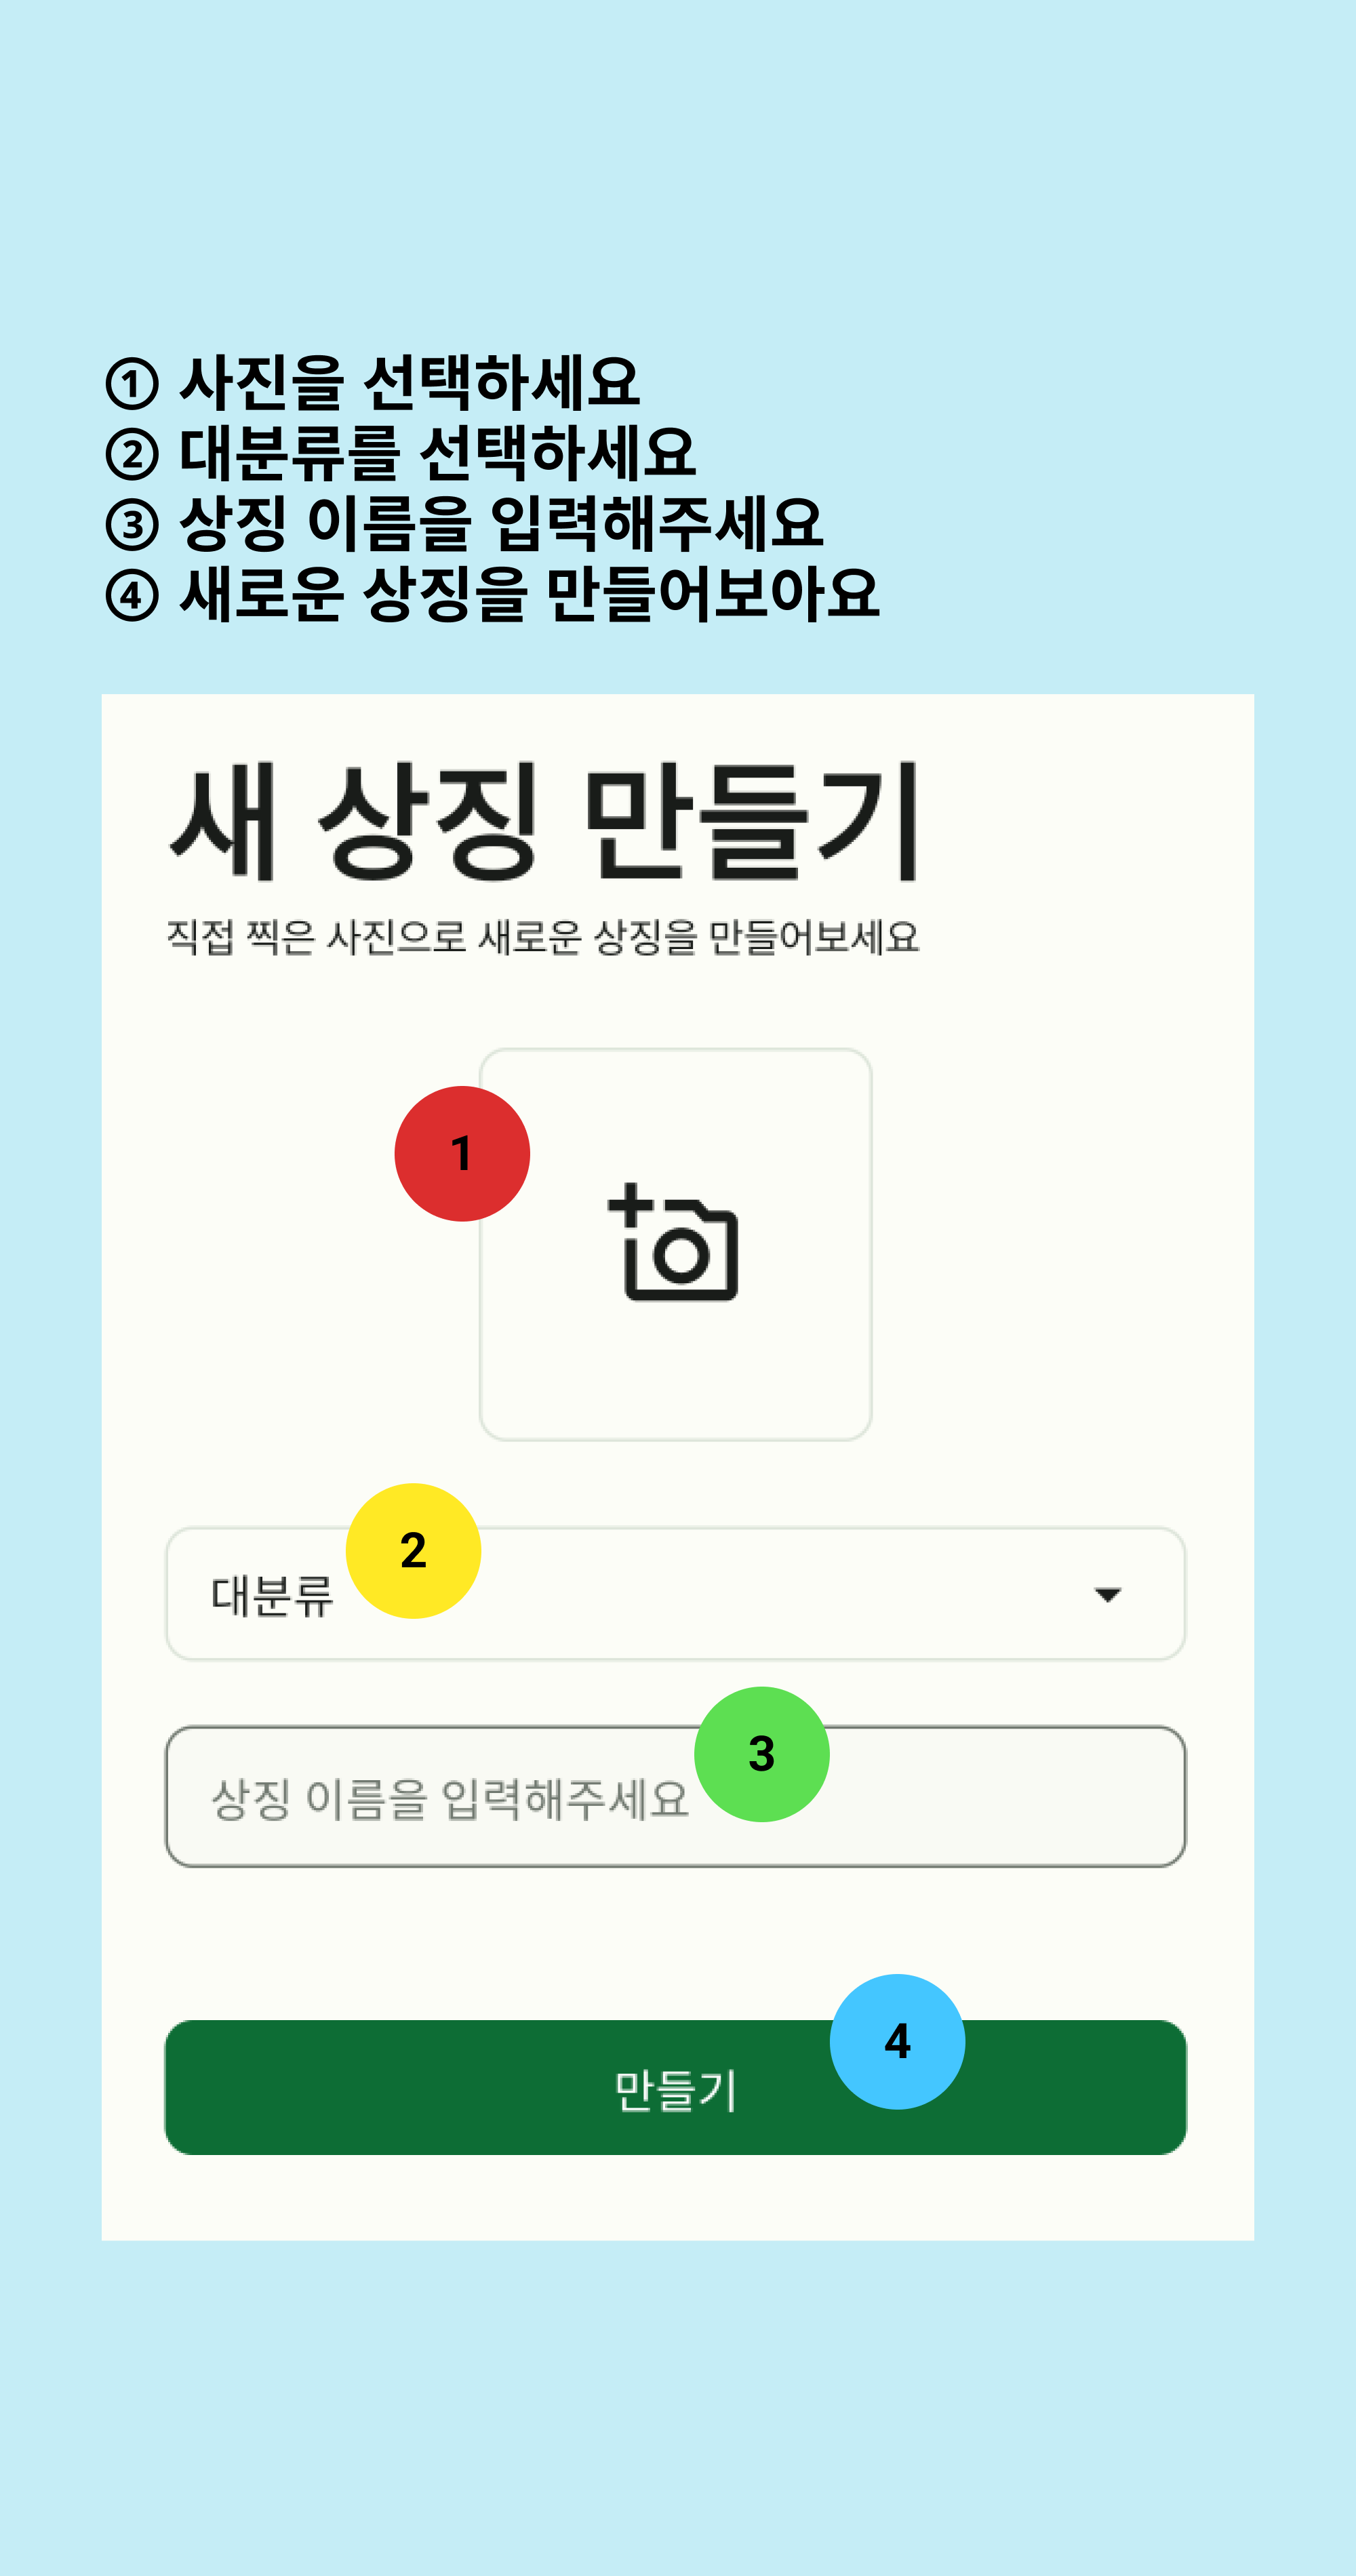 ① 사진을 선택하세요
② 대분류를 선택하세요
③ 상징 이름을 입력해주세요
④ 새로운 상징을 만들어보아요
새 상징 만들기
직접 찍은 사진으로 새로운 상징을 만들어보세요
1
2
대분류
3
상징 이름을 입력해주세요
4
만들기